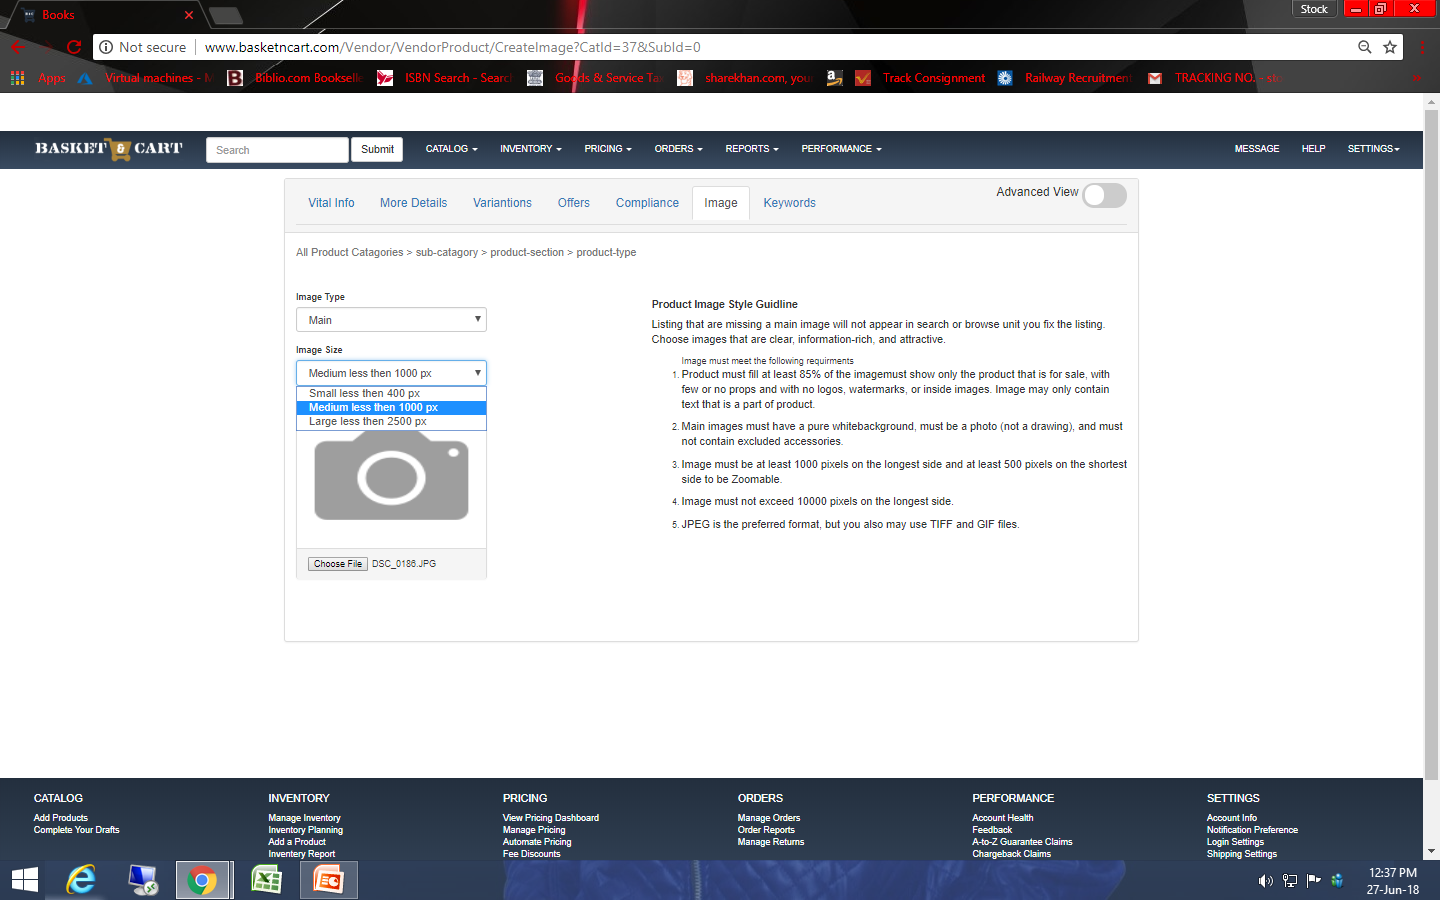 Books
Stock
Not secure
www.basketncart.com/Vendor/VendorProduct/CreateImage?CatId=37&SubId=0
Apps
Virtual machines - M
Biblio.com Bookselle
ISBN Search - Searc
Goods & Service Tax
sharekhan.com, your
Track Consignment
Railway Recruitment
TRACKING NO. - st
BASKET & CART
Search
Submit
CATALOG
INVENTORY
PRICING
ORDERS
REPORTS
PERFORMANCE
MESSAGE
HELP
SETTINGS
Vital Info
More Details
Variantions
Offers
Compliance
Image
Keywords
Advanced View
All Product Catagories > sub-catagory > product-section > product-type
Image Type
Main
Image Size
Medium less then 1000 px
Small less then 400 px
Medium less then 1000 px
Large less then 2500 px
Choose File DSC_0186.JPG
Product Image Style Guidline
Listing that are missing a main image will not appear in search or browse unit you fix the listing.
Choose images that are clear, information-rich, and attractive.
Image must meet the following requirments
1. Product must fill at least 85% of the imagemust show only the product that is for sale, with
few or no props and with no logos, watermarks, or inside images. Image may only contain
text that is a part of product.
2. Main images must have a pure whitebackground, must be a photo (not a drawing), and must
not contain excluded accessories.
3. Image must be at least 1000 pixels on the longest side and at least 500 pixels on the shortest
side to be Zoomable.
4. Image must not exceed 10000 pixels on the longest side.
5. JPEG is the preferred format, but you also may use TIFF and GIF files.
CATALOG
Add Products
Complete Your Drafts
INVENTORY
Manage Inventory
Inventory Planning
Add a Product
Inventory Report
PRICING
View Pricing Dashboard
Manage Pricing
Automate Pricing
Fee Discounts
ORDERS
Manage Orders
Order Reports
Manage Returns
PERFORMANCE
Account Health
Feedback
A-to-Z Guarantee Claims
Chargeback Claims
SETTINGS
Account Info
Notification Preference
Login Settings
Shipping Settings
12:37 PM
27-Jun-18